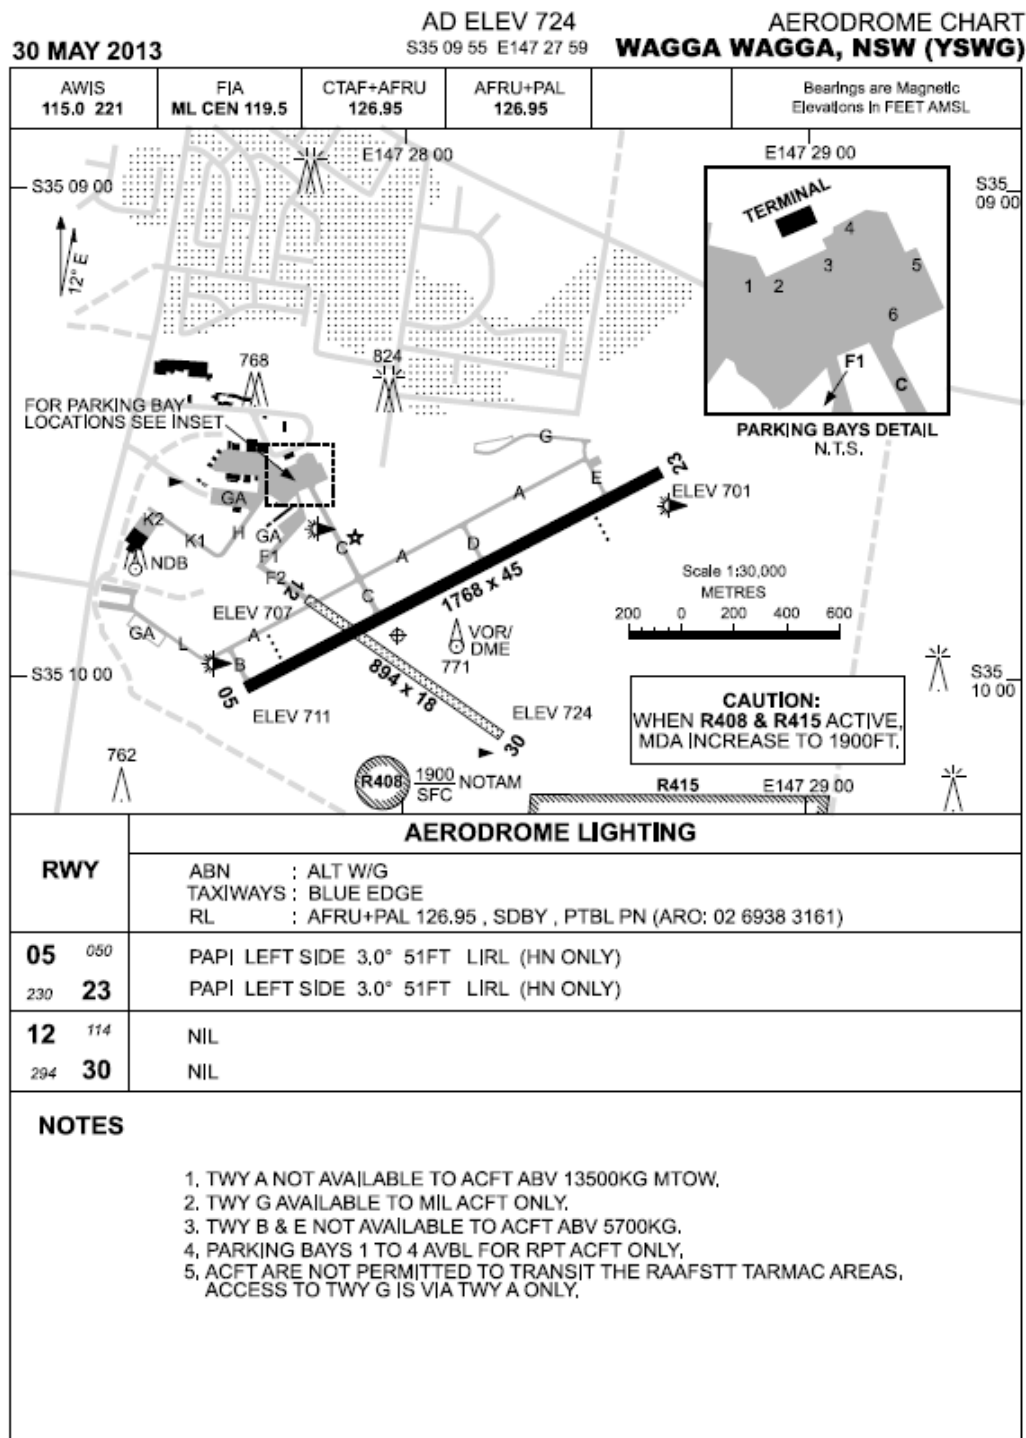 AD ELEV 724
AERODROME CHART
30 MAY 2013
S35 09 55 E147 27 59
WAGGA WAGGA, NSW (YSWG)
AWIS
115.0 221
FIA
ML CEN 119.5
CTAF+AFRU
126.95
AFRU+PAL
126.95
Bearings are Magnetic
Elevations in FEET AMSL
E147 28 00
E147 29 00
S35 09 00
S35
09 00
12° E
TERMINAL
4
3
5
1
2
6
F1
C
PARKING BAYS DETAIL
N.T.S.
768
824
FOR PARKING BAY
LOCATIONS SEE INSET
G
23
E
A
ELEV 701
GA
K2
K1
H
GA
F1
C
A
D
NDB
F2
12
C
1768 x 45
Scale 1:30,000
METRES
200 0 200 400 600
ELEV 707
GA
L
A
B
VOR/
DME
771
S35 10 00
S35
10 00
05
894 x 18
ELEV 711
ELEV 724
30
CAUTION:
WHEN R408 & R415 ACTIVE,
MDA INCREASE TO 1900FT.
762
R408
1900
SFC
NOTAM
R415
E147 29 00
RWY
AERODROME LIGHTING
ABN : ALT W/G
TAXIWAYS : BLUE EDGE
RL : AFRU+PAL 126.95 , SDBY , PTBL PN (ARO: 02 6938 3161)
05 050
PAPI LEFT SIDE 3.0° 51FT LIRL (HN ONLY)
230 23
PAPI LEFT SIDE 3.0° 51FT LIRL (HN ONLY)
12 114
NIL
294 30
NIL
NOTES
1. TWY A NOT AVAILABLE TO ACFT ABV 13500KG MTOW.
2. TWY G AVAILABLE TO MIL ACFT ONLY.
3. TWY B & E NOT AVAILABLE TO ACFT ABV 5700KG.
4. PARKING BAYS 1 TO 4 AVBL FOR RPT ACFT ONLY.
5. ACFT ARE NOT PERMITTED TO TRANSIT THE RAAFSTT TARMAC AREAS,
ACCESS TO TWY G IS VIA TWY A ONLY.